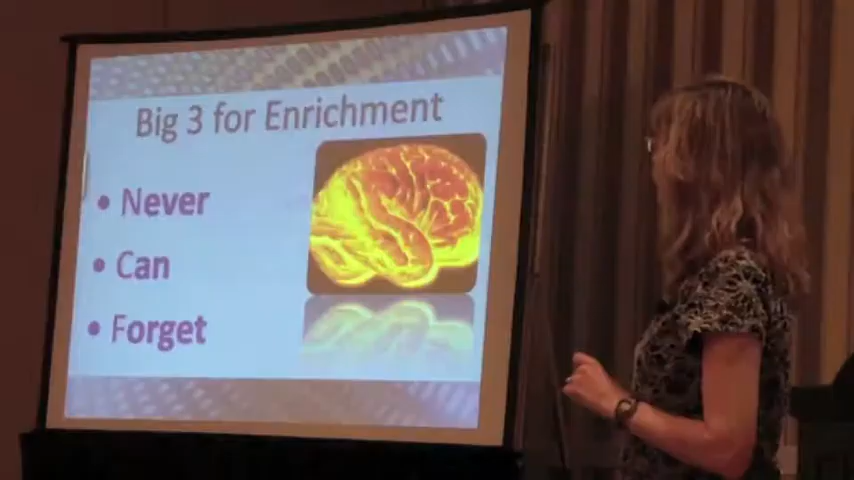 Big 3 for Enrichment
• Never
• Can
• Forget